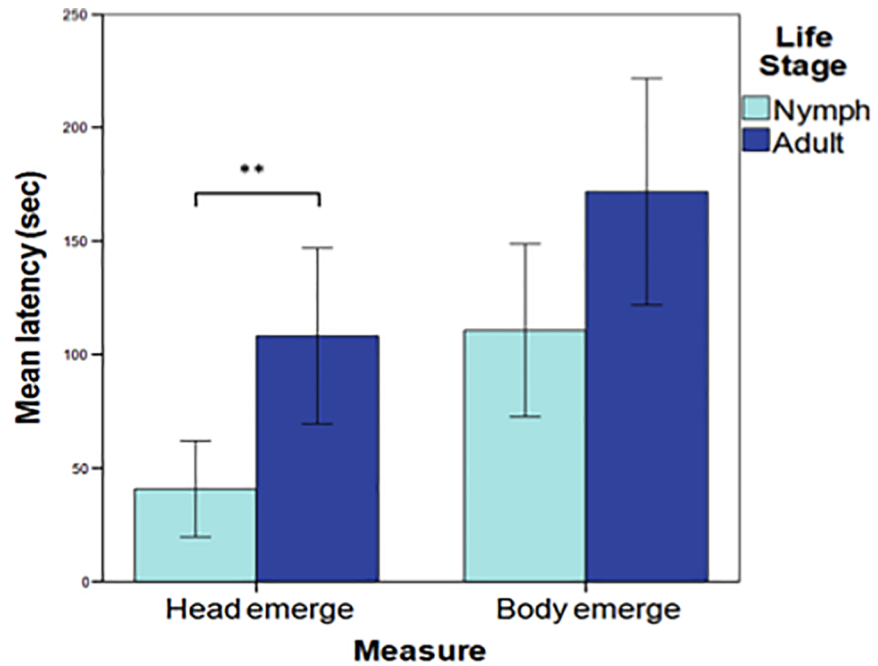 250
200
150
100
50
0
Mean latency (sec)
**
Head emerge
Body emerge
Measure
Life
Stage
Nymph
Adult